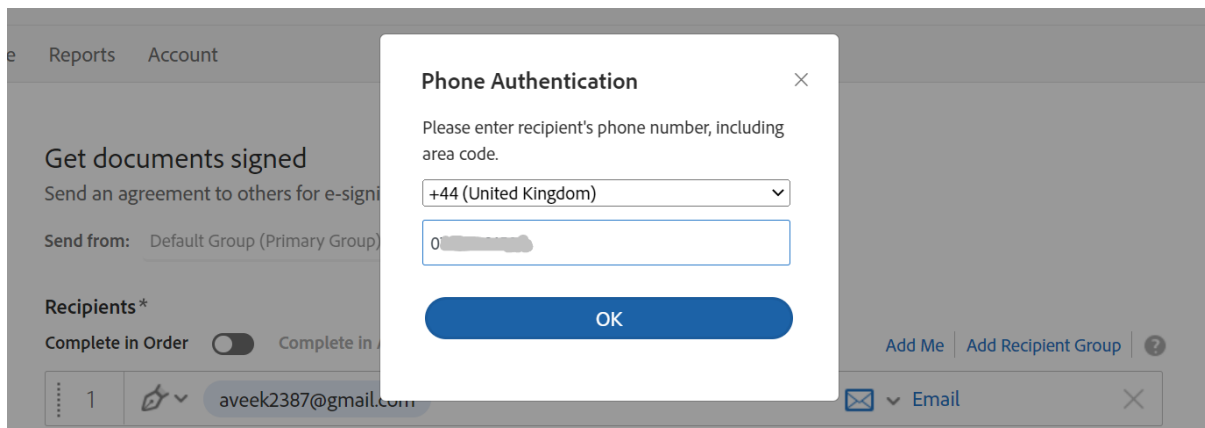 e Reports Account
Phone Authentication
Please enter recipient's phone number, including
area code.
Get documents signed
Send an agreement to others for e-signi
+44 (United Kingdom)
Send from: Default Group (Primary Group)
0
Recipients*
OK
Complete in Order Complete in Add Me Add Recipient Group ?
1 aveek2387@gmail.com Email